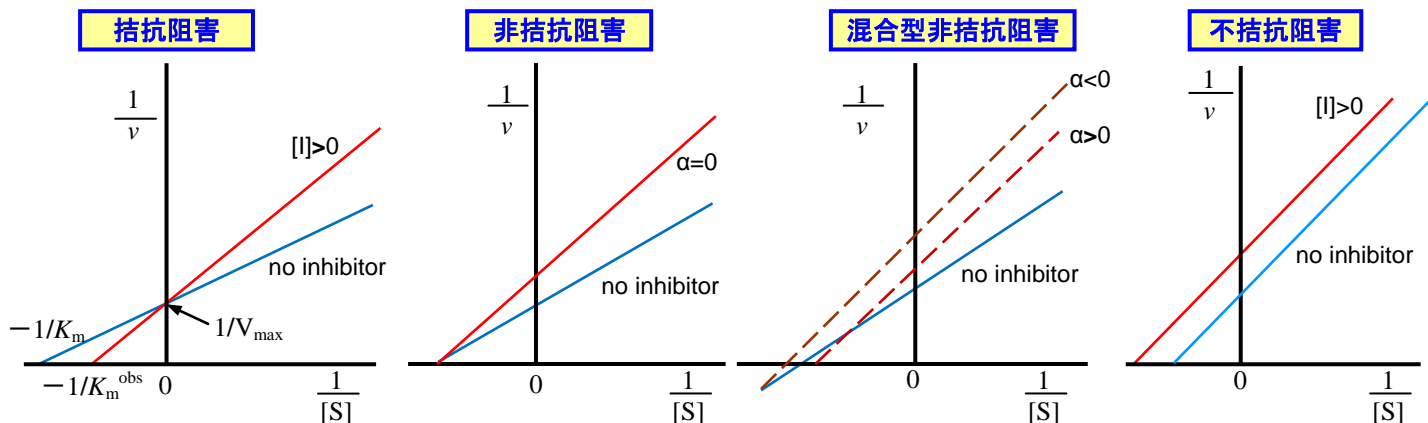 拮抗阻害
1
v
[I]>0
no inhibitor
−1/Km
1/Vmax
−1/Km^obs
0
1
[S]
非拮抗阻害
1
v
α=0
no inhibitor
0
1
[S]
混合型非拮抗阻害
1
v
α<0
α>0
no inhibitor
0
1
[S]
不拮抗阻害
1
v
[I]>0
no inhibitor
0
1
[S]